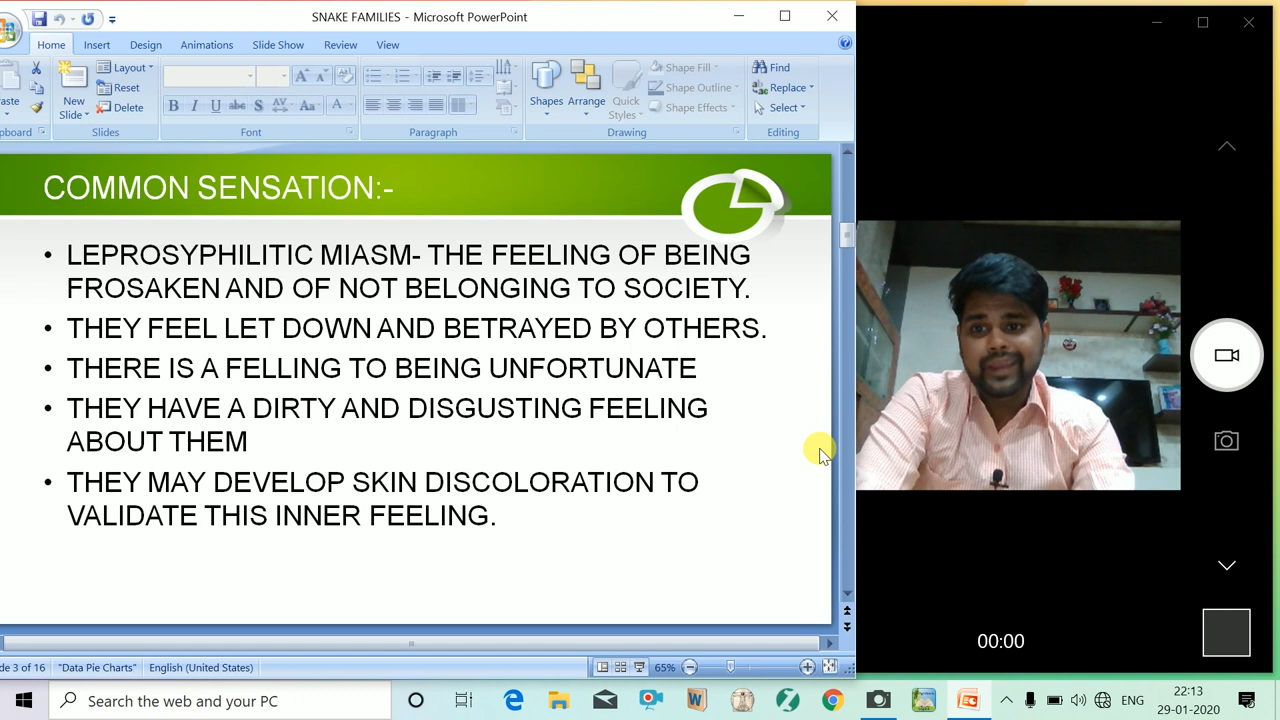 SNAKE FAMILIES - Microsoft PowerPoint
Home Insert Design Animations Slide Show Review View
Layout
Reset
Delete
New
Slide
Shapes
Arrange
Quick
Styles
Shape Fill
Shape Outline
Shape Effects
Find
Replace
Select
B I U abc S AV Aa A
Slides Font Paragraph Drawing Editing
COMMON SENSATION:-
• LEPROSYPHILITIC MIASM- THE FEELING OF BEING
FROSAKEN AND OF NOT BELONGING TO SOCIETY.
• THEY FEEL LET DOWN AND BETRAYED BY OTHERS.
• THERE IS A FELLING TO BEING UNFORTUNATE
• THEY HAVE A DIRTY AND DISGUSTING FEELING
ABOUT THEM
• THEY MAY DEVELOP SKIN DISCOLORATION TO
VALIDATE THIS INNER FEELING.
00:00
de 3 of 16 "Data Pie Charts" English (United States) 65%
Search the web and your PC
ENG
22:13
29-01-2020